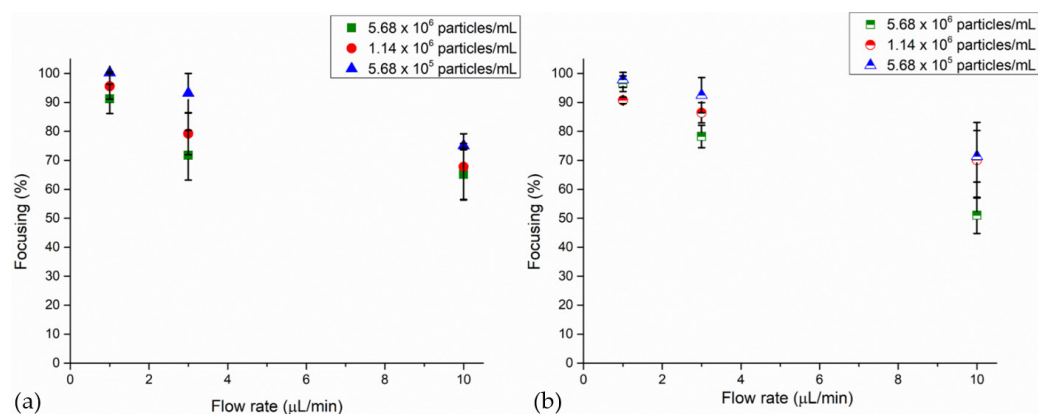 5.68 x 10⁶ particles/mL
1.14 x 10⁶ particles/mL
5.68 x 10⁵ particles/mL
100
90
80
70
60
50
40
30
20
10
0
Focusing (%)
0 2 4 6 8 10
Flow rate (μL/min)
(a)
5.68 x 10⁶ particles/mL
1.14 x 10⁶ particles/mL
5.68 x 10⁵ particles/mL
100
90
80
70
60
50
40
30
20
10
0
Focusing (%)
0 2 4 6 8 10
Flow rate (μL/min)
(b)